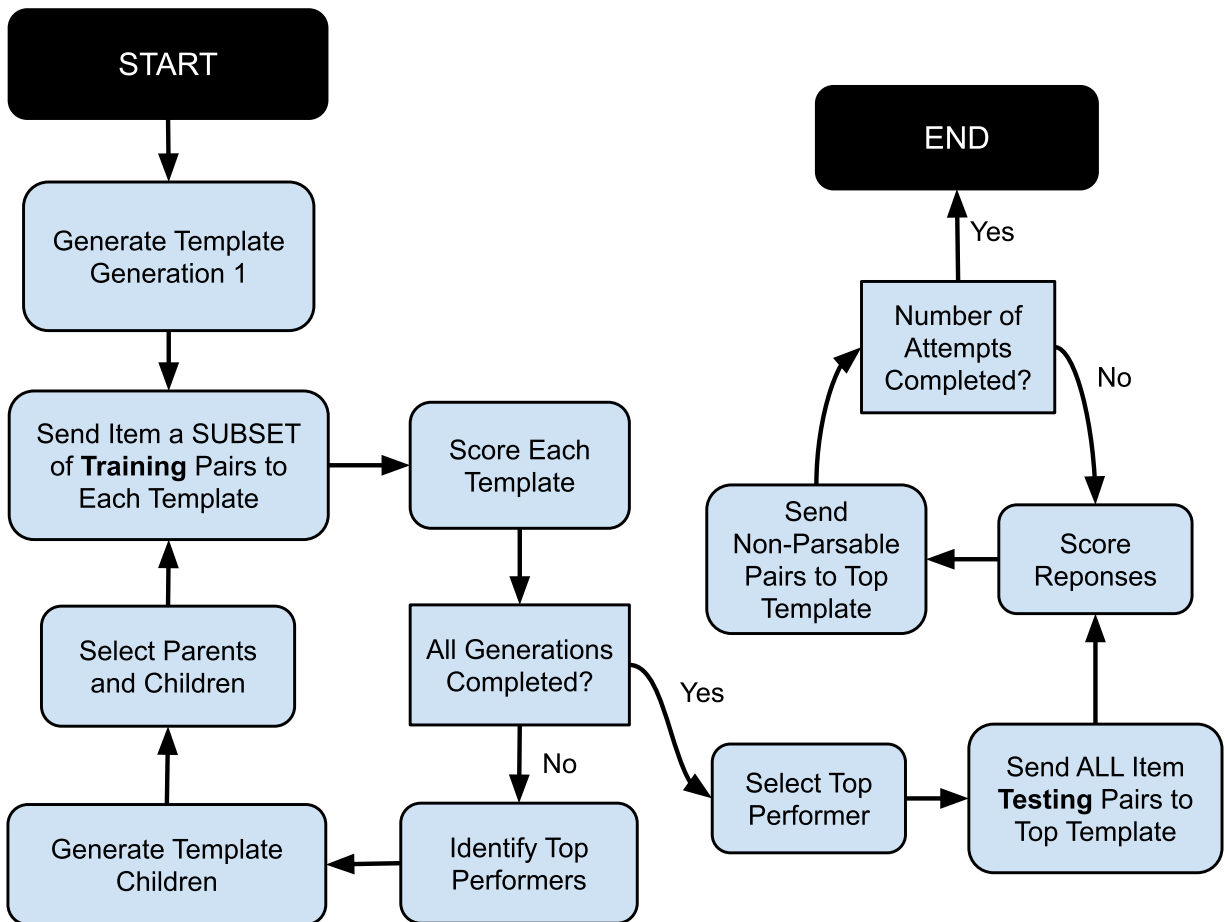 START
Generate Template
Generation 1
Send Item a SUBSET
of Training Pairs to
Each Template
Score Each
Template
All Generations
Completed?
No
Yes
Identify Top
Performers
Generate Template
Children
Select Parents
and Children
Select Top
Performer
Send ALL Item
Testing Pairs to
Top Template
Score
Reponses
Send
Non-Parsable
Pairs to Top
Template
Number of
Attempts
Completed?
No
Yes
END